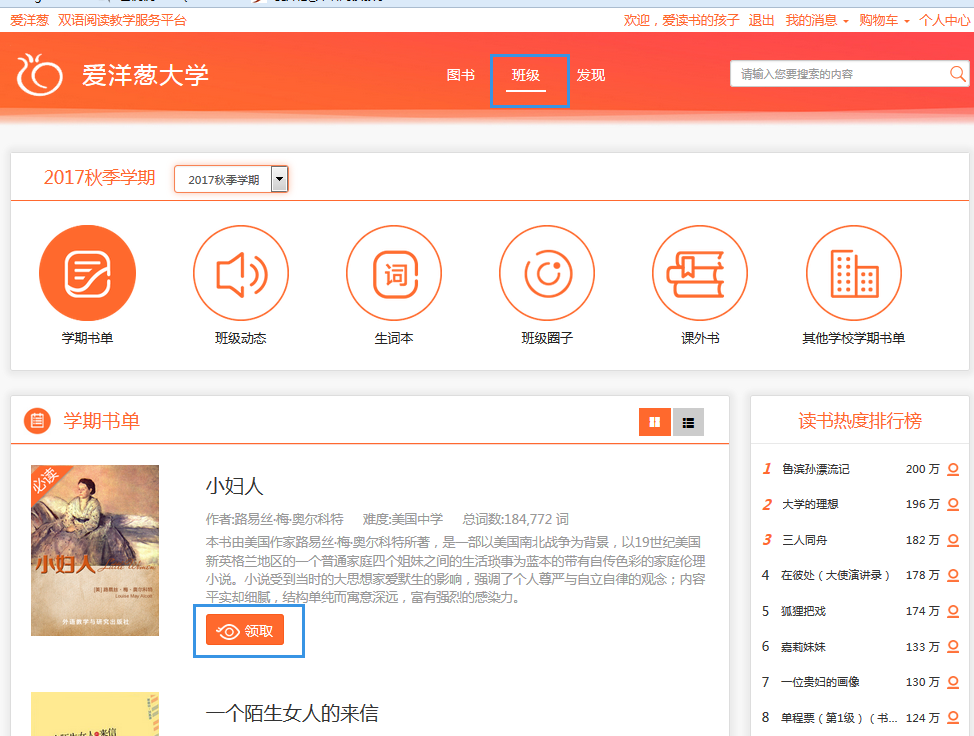 爱洋葱 双语阅读教学服务平台
欢迎，爱读书的孩子 退出 我的消息 购物车 个人中心
爱洋葱大学
图书 班级 发现
请输入您要搜索的内容
2017秋季学期
2017秋季学期
词
学期书单 班级动态 生词本 班级圈子 课外书 其他学校学期书单
学期书单
必读
小妇人
Little Women
[美] 路易丝·梅·奥尔科特
Louisa May Alcott
外语教学与研究出版社
小妇人
作者:路易丝·梅·奥尔科特 难度:美国中学 总词数:184,772 词
本书由美国作家路易丝·梅·奥尔科特所著，是一部以美国南北战争为背景，以19世纪美国
新英格兰地区的一个普通家庭四个姐妹之间的生活琐事为蓝本的带有自传色彩的家庭伦理
小说。小说受到当时的大思想家爱默生的影响，强调了个人尊严与自立自律的观念；内容
平实却细腻，结构单纯而寓意深远，富有强烈的感染力。
领取
一个陌生女人的来信
读书热度排行榜
1 鲁滨孙漂流记 200 万
2 大学的理想 196 万
3 三人同舟 182 万
4 在彼处（大使演讲录） 178 万
5 狐狸把戏 174 万
6 嘉莉妹妹 133 万
7 一位贵妇的画像 130 万
8 单程票（第1级）（书... 124 万